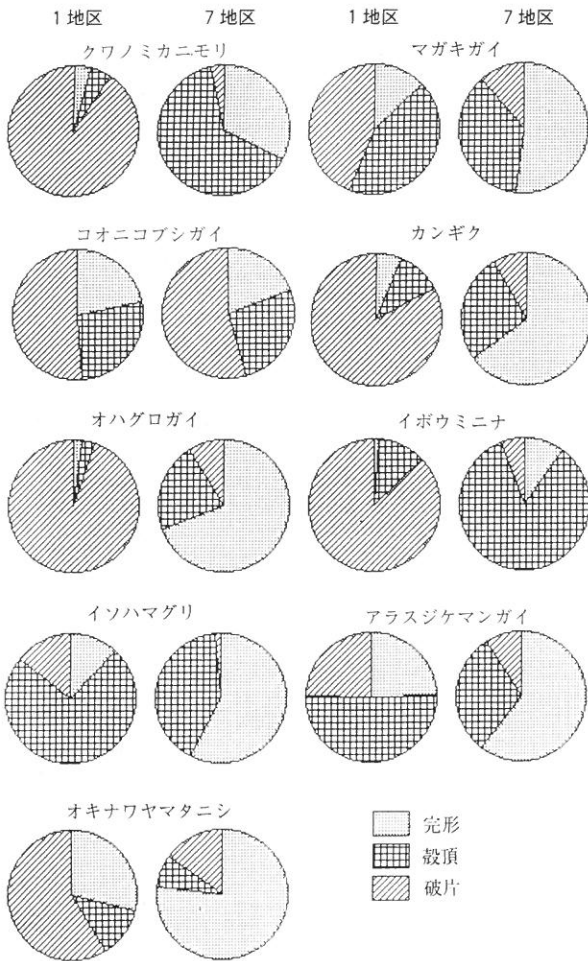 1地区 7地区 1地区 7地区
クワノミカニモリ マガキガイ
コオニコブシガイ カンギク
オハグロガイ イボウミニナ
イソハマグリ アラスジケマンガイ
オキナワヤマタニシ
完形
殻頂
破片